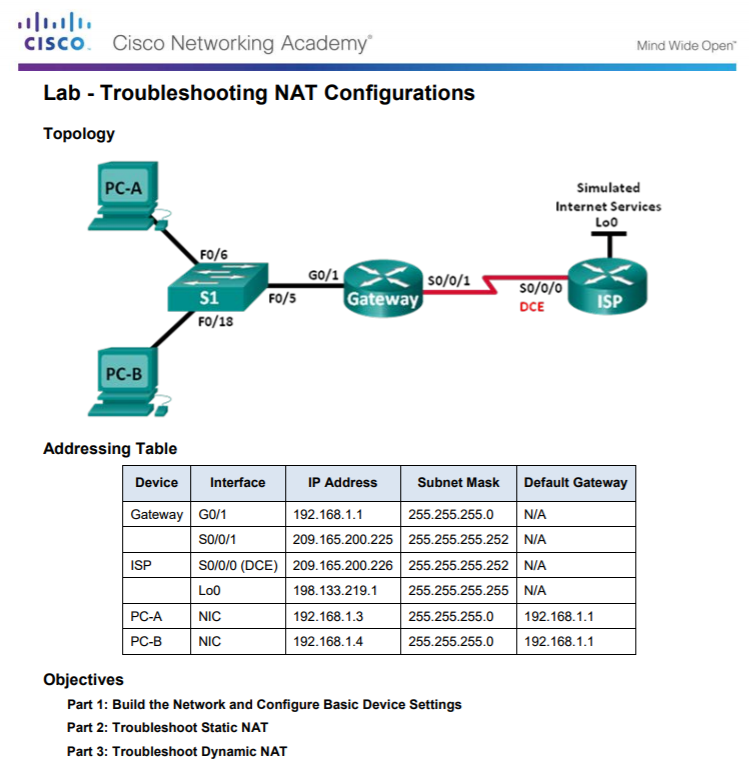 CISCO Cisco Networking Academy® Mind Wide Open™
Lab - Troubleshooting NAT Configurations
Topology
PC-A
Simulated
Internet Services
Lo0
F0/6
G0/1
S0/0/1
S0/0/0
DCE
S1
F0/5
Gateway
ISP
F0/18
PC-B
Addressing Table
Device Interface IP Address Subnet Mask Default Gateway
Gateway G0/1 192.168.1.1 255.255.255.0 N/A
S0/0/1 209.165.200.225 255.255.255.252 N/A
ISP S0/0/0 (DCE) 209.165.200.226 255.255.255.252 N/A
Lo0 198.133.219.1 255.255.255.255 N/A
PC-A NIC 192.168.1.3 255.255.255.0 192.168.1.1
PC-B NIC 192.168.1.4 255.255.255.0 192.168.1.1
Objectives
Part 1: Build the Network and Configure Basic Device Settings
Part 2: Troubleshoot Static NAT
Part 3: Troubleshoot Dynamic NAT